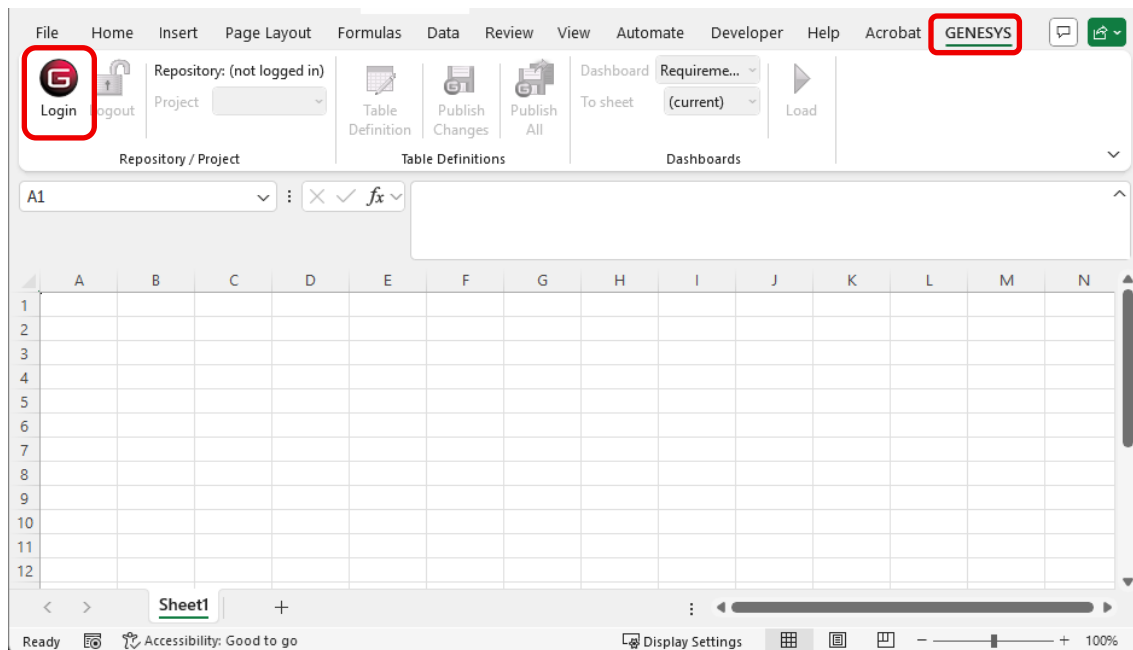 File Home Insert Page Layout Formulas Data Review View Automate Developer Help Acrobat GENESYS
Repository: (not logged in)
Project
Login
Logout
Table
Definition
Publish
Changes
Publish
All
Dashboard Requireme...
To sheet (current)
Load
Repository / Project
Table Definitions
Dashboards
A1
fx
A B C D E F G H I J K L M N
1
2
3
4
5
6
7
8
9
10
11
12
Sheet1
Ready
Accessibility: Good to go
Display Settings
100%